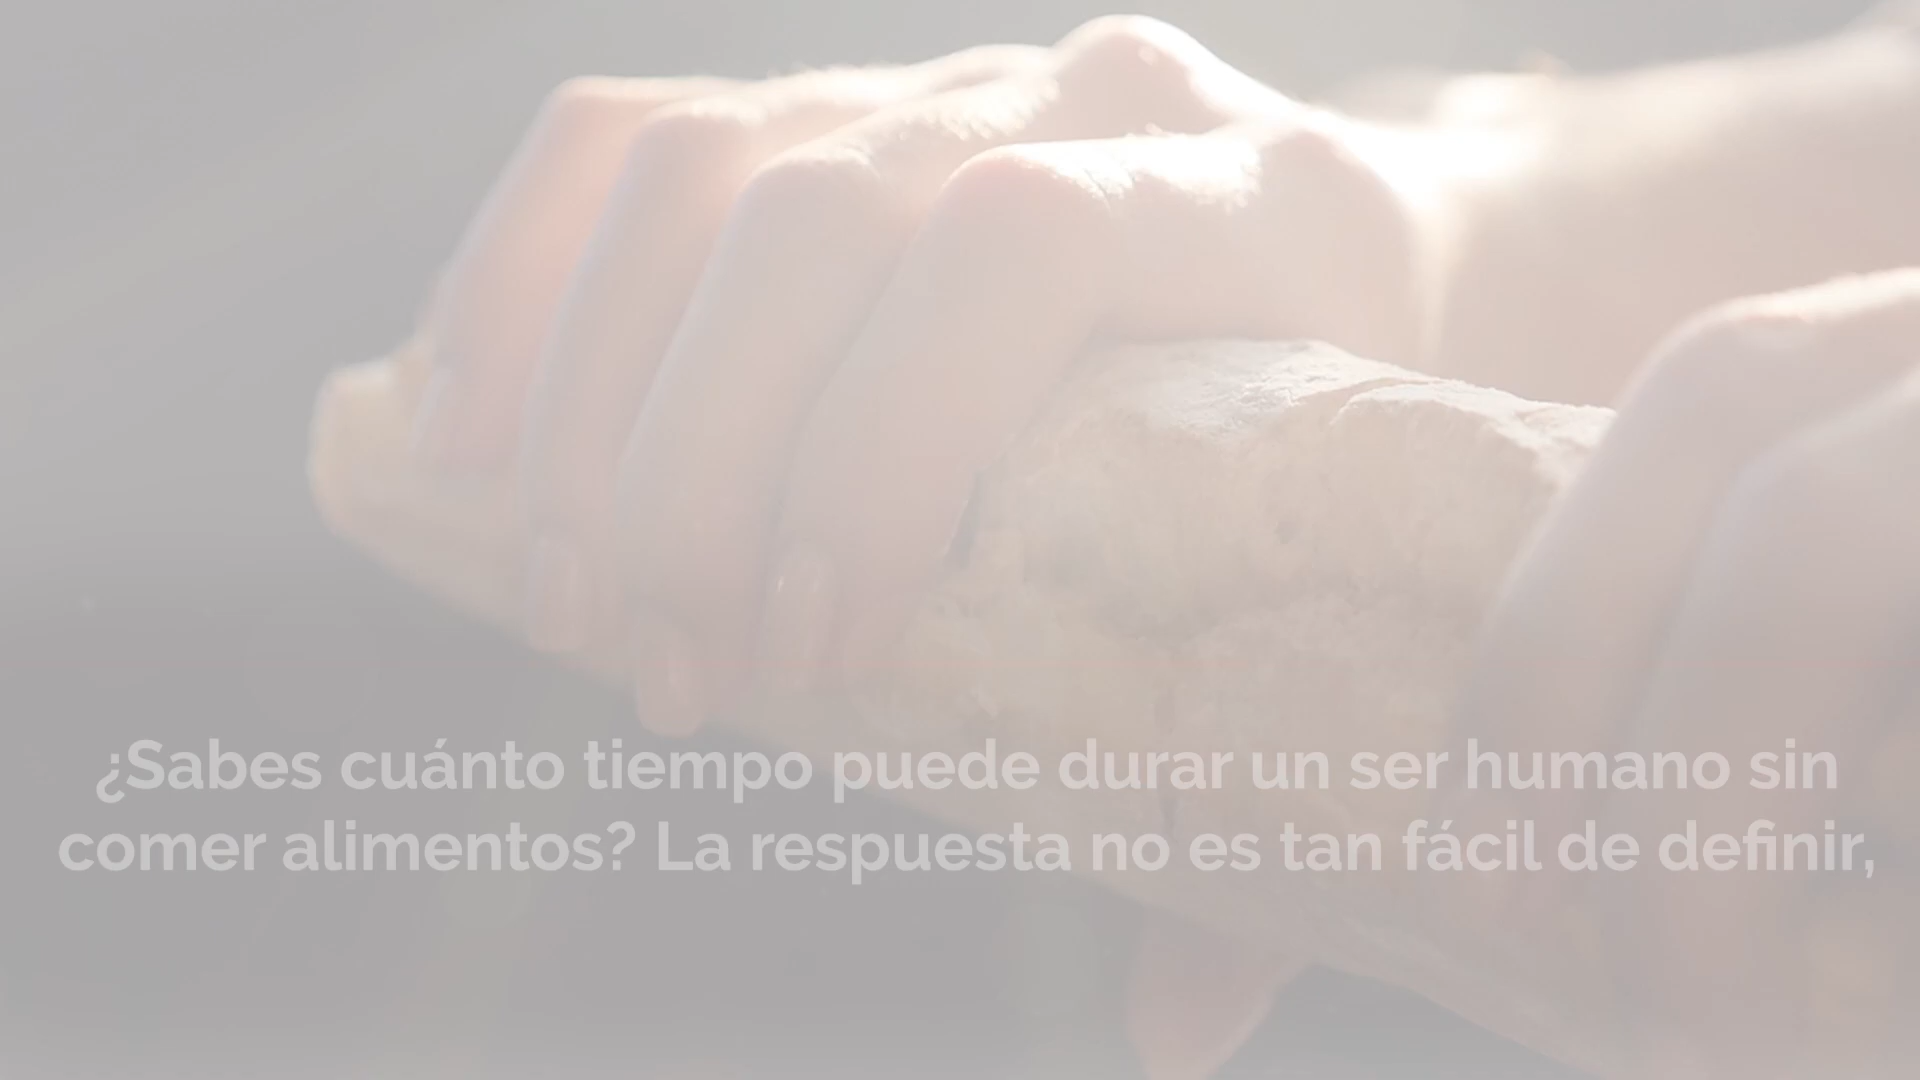 ¿Sabes cuánto tiempo puede durar un ser humano sin
comer alimentos? La respuesta no es tan fácil de definir,